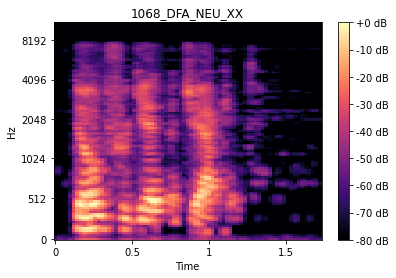 1068_DFA_NEU_XX
8192
4096
2048
1024
512
0
Hz
0
0.5
1
1.5
Time
+0 dB
-10 dB
-20 dB
-30 dB
-40 dB
-50 dB
-60 dB
-70 dB
-80 dB